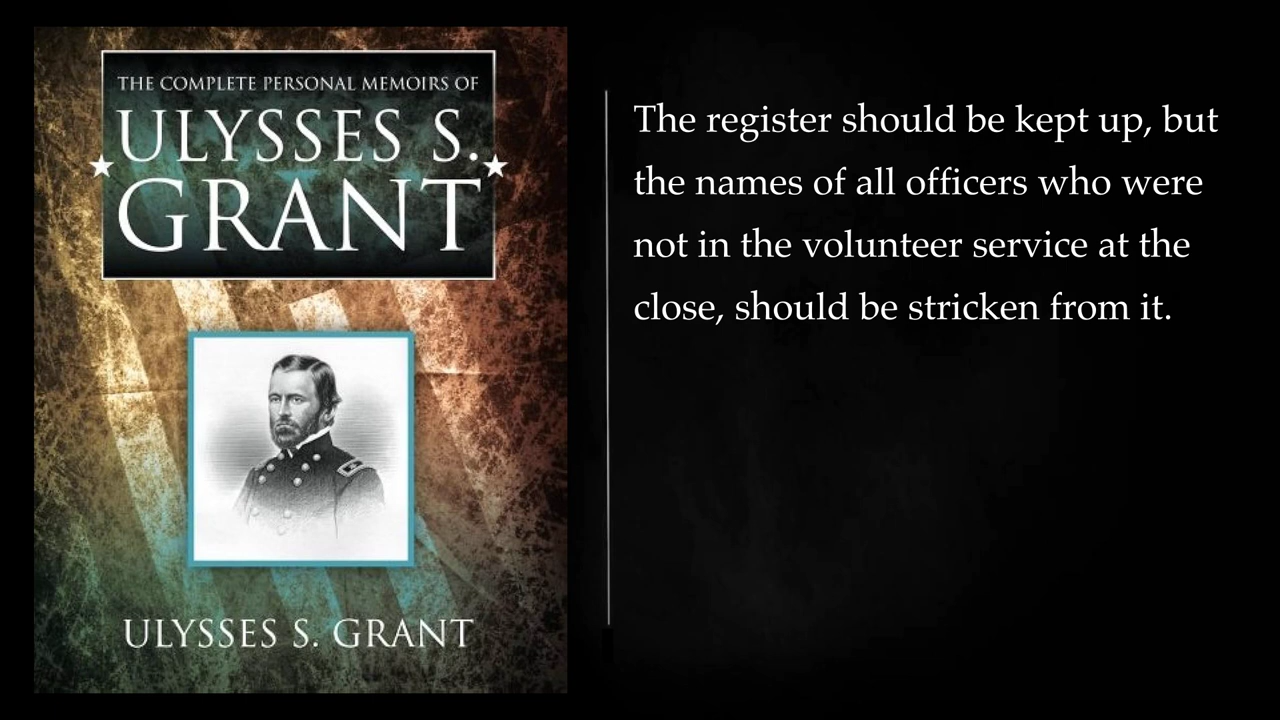 THE COMPLETE PERSONAL MEMOIRS OF
ULYSSES S.
GRANT
ULYSSES S. GRANT
The register should be kept up, but
the names of all officers who were
not in the volunteer service at the
close, should be stricken from it.